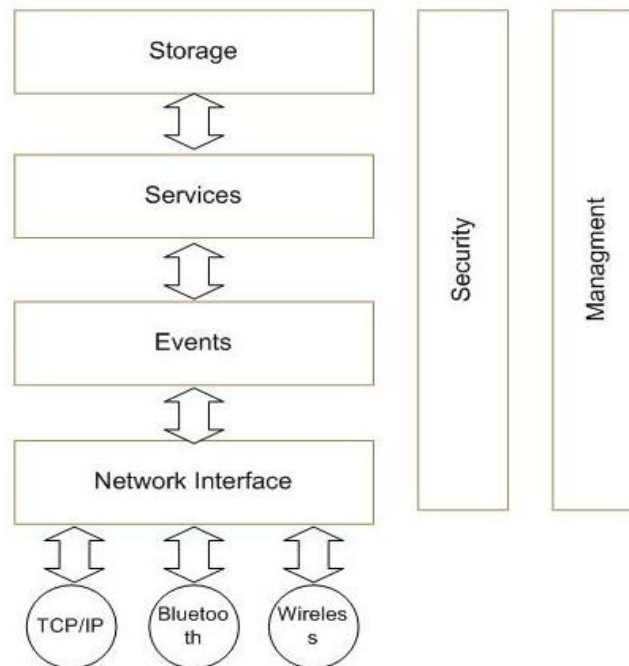 Storage
Services
Events
Network Interface
TCP/IP
Bluetoo
th
Wireles
s
Security
Managment